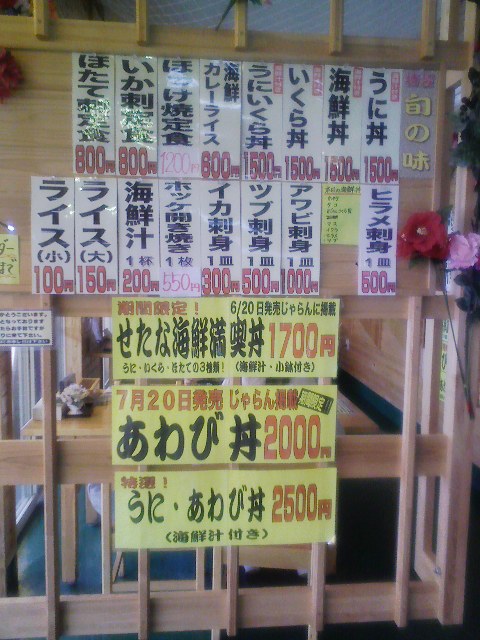 旬の味
うに丼
1500円
海鮮丼
1500円
いくら丼
1500円
うにいくら丼
1500円
海鮮
カレーライス
800円
ほっけ焼定食
1200円
いか刺定食
800円
ほたて
定食
800円
ヒラメ刺身
1皿
500円
アワビ刺身
1皿
1000円
ツブ刺身
1皿
500円
イカ刺身
1皿
300円
ホッケ開き焼き
1枚
550円
海鮮汁
1杯
200円
ライス(大)
150円
ライス(小)
100円
期間限定!
6/20日発売じゃらんに掲載
せたな海鮮満喫丼1700円
うに・いくら・ほたての3種類!(海鮮汁・小鉢付き)
7月20日発売 じゃらん掲載
あわび丼2000円
特選!
うに・あわび丼2500円
(海鮮汁付き)